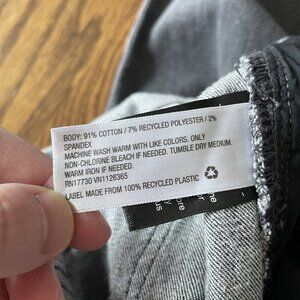 BODY: 91% COTTON / 7% RECYCLED POLYESTER / 2%
SPANDEX
MACHINE WASH WARM WITH LIKE COLORS. ONLY
NON-CHLORINE BLEACH IF NEEDED. TUMBLE DRY MEDIUM.
WARM IRON IF NEEDED.
RN17730 VN1126365
LABEL MADE FROM 100% RECYCLED PLASTIC